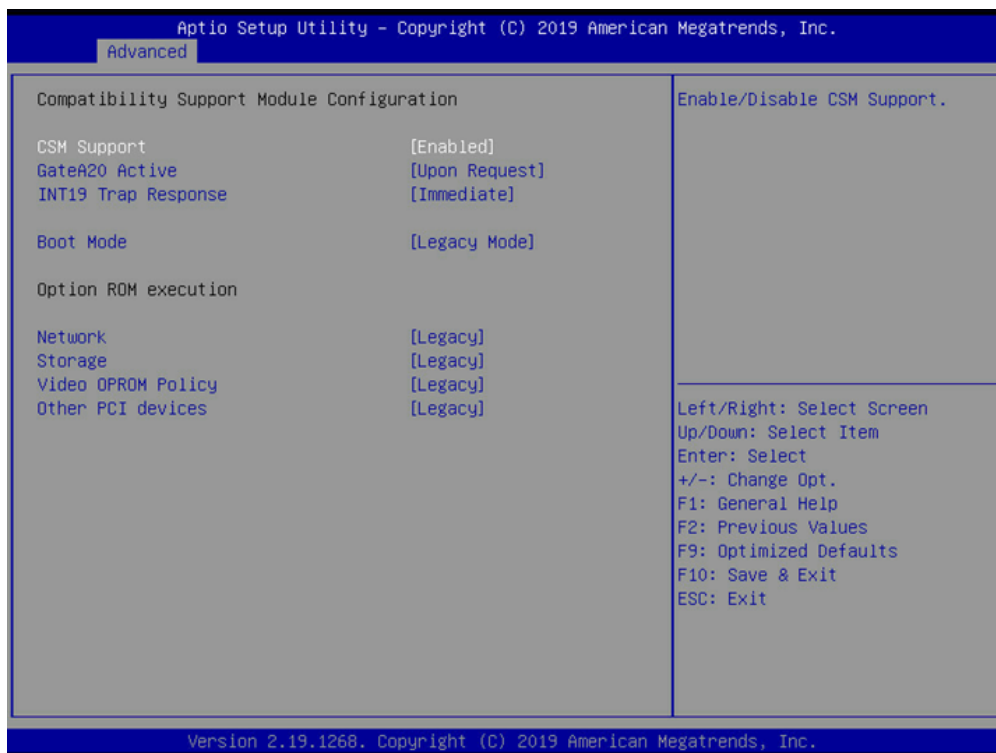 Aptio Setup Utility – Copyright (C) 2019 American Megatrends, Inc.
Advanced
Compatibility Support Module Configuration
Enable/Disable CSM Support.
CSM Support [Enabled]
GateA20 Active [Upon Request]
INT19 Trap Response [Immediate]
Boot Mode [Legacy Mode]
Option ROM execution
Network [Legacy]
Storage [Legacy]
Video OPROM Policy [Legacy]
Other PCI devices [Legacy]
Left/Right: Select Screen
Up/Down: Select Item
Enter: Select
+/-: Change Opt.
F1: General Help
F2: Previous Values
F9: Optimized Defaults
F10: Save & Exit
ESC: Exit
Version 2.19.1268. Copyright (C) 2019 American Megatrends, Inc.